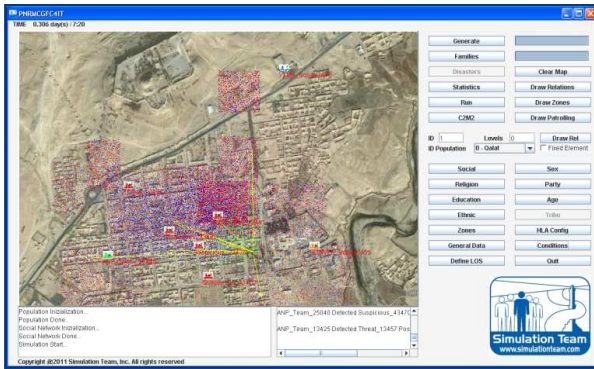 PNRMCGFC4IT
TIME 0.306 day(s) | 7:20
Generate
Families
Disasters
Clear Map
Statistics
Draw Relations
Run
Draw Zones
C2M2
Draw Patrolling
ID 1 Levels 0 Draw Rel
ID Population 0 - Qalat Fixed Element
Social
Sex
Religion
Party
Education
Age
Ethnic
Tribe
Zones
HLA Config
General Data
Conditions
Define LOS
Quit
Population Inizialization...
Population Done...
Social Network Inizialization...
Social Network Done...
Simulation Start...
ANP_Team_25840 Detected Suspicious_4347
ANP_Team_13425 Detected Threat_13457 Pos
Simulation Team
www.simulationteam.com
Copyright @2011 Simulation Team, Inc. All rights reserved